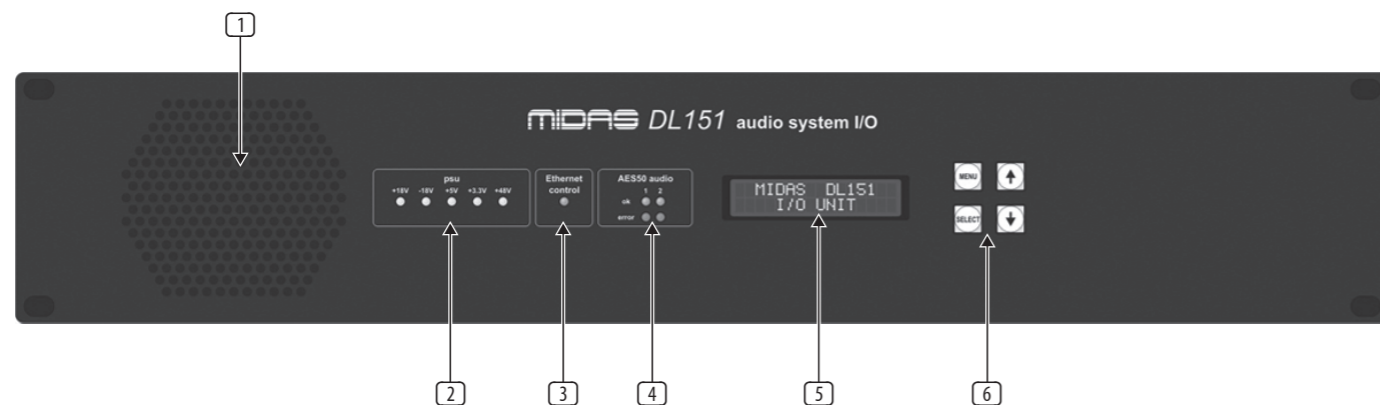 1
MIDAS DL151 audio system I/O
psu
+18V -18V +5V +3.3V +48V
Ethernet
control
AES50 audio
1 2
ok
error
MIDAS DL151
I/O UNIT
MENU
SELECT
2 3 4 5 6